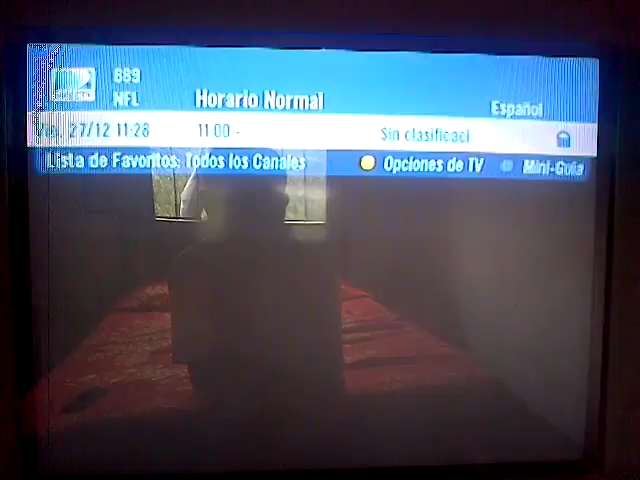 889
NFL
Horario Normal
Español
Vie. 27/12 11:28 11:00 - Sin clasificaci
Lista de Favoritos: Todos los Canales Opciones de TV Mini-Guía